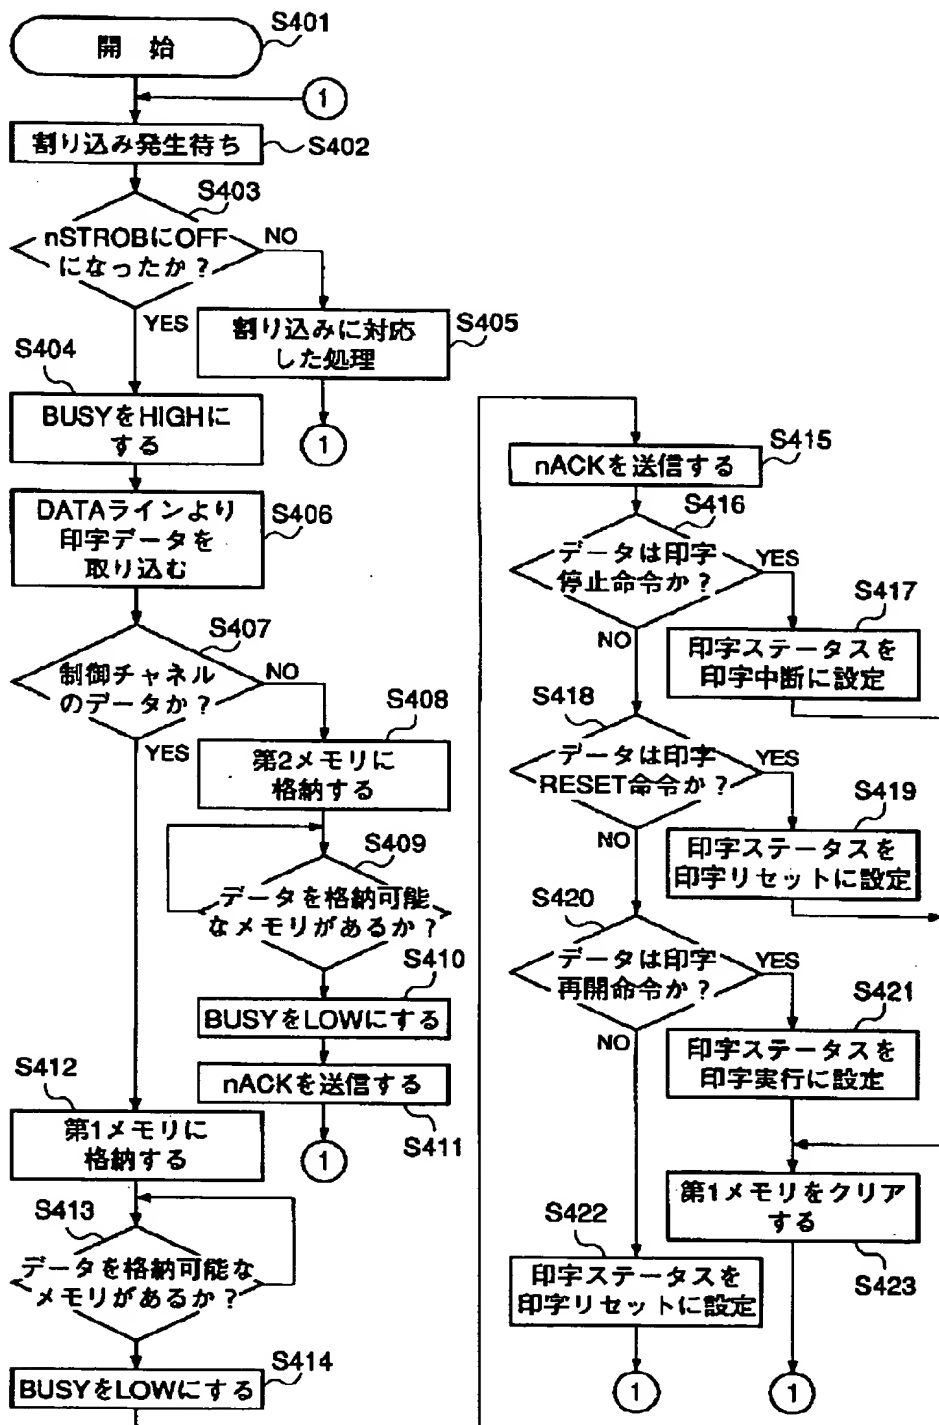 S401
開 始
1
割り込み発生待ち
S402
S403
nSTROBにOFF
になったか?
NO
YES
S405
割り込みに対応
した処理
1
S404
BUSYをHIGHに
する
DATAラインより
印字データを
取り込む
S406
S407
制御チャネル
のデータか?
NO
YES
S408
第2メモリに
格納する
S409
データを格納可能
なメモリがあるか?
S410
BUSYをLOWにする
nACKを送信する
S411
1
S412
第1メモリに
格納する
S413
データを格納可能な
メモリがあるか?
S414
BUSYをLOWにする
S415
nACKを送信する
S416
データは印字
停止命令か?
YES
NO
S417
印字ステータスを
印字中断に設定
S418
データは印字
RESET命令か?
YES
NO
S419
印字ステータスを
印字リセットに設定
S420
データは印字
再開命令か?
YES
NO
S421
印字ステータスを
印字実行に設定
第1メモリをクリア
する
S423
S422
印字ステータスを
印字リセットに設定
1
1